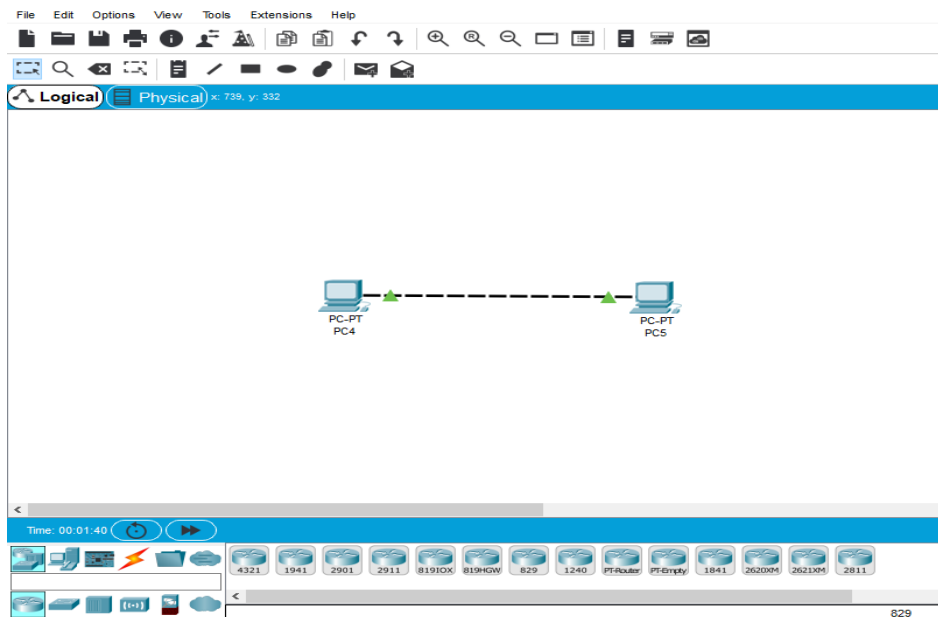 File Edit Options View Tools Extensions Help
Logical Physical x: 739, y: 332
PC-PT PC-PT
PC4 PC5
Time: 00:01:40
4321 1941 2901 2911 819IOX 819HGW 829 1240 PT-Router PT-Empty 1841 2620XM 2621XM 2811
829